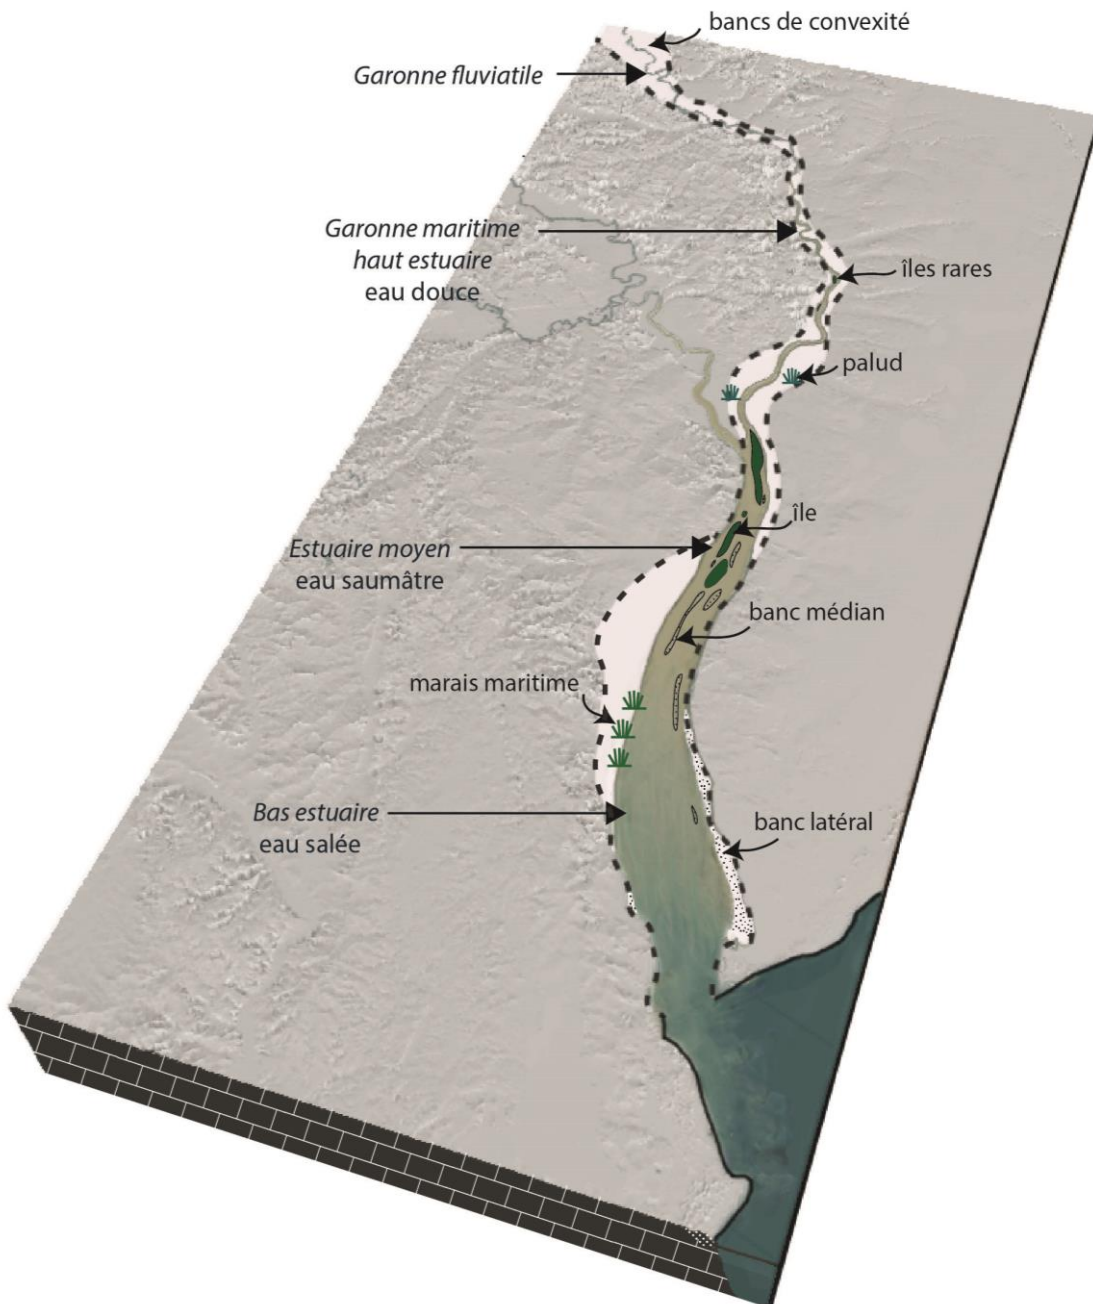 bancs de convexité
Garonne fluviatile
Garonne maritime
haut estuaire
eau douce
îles rares
palud
île
Estuaire moyen
eau saumâtre
banc médian
marais maritime
Bas estuaire
eau salée
banc latéral